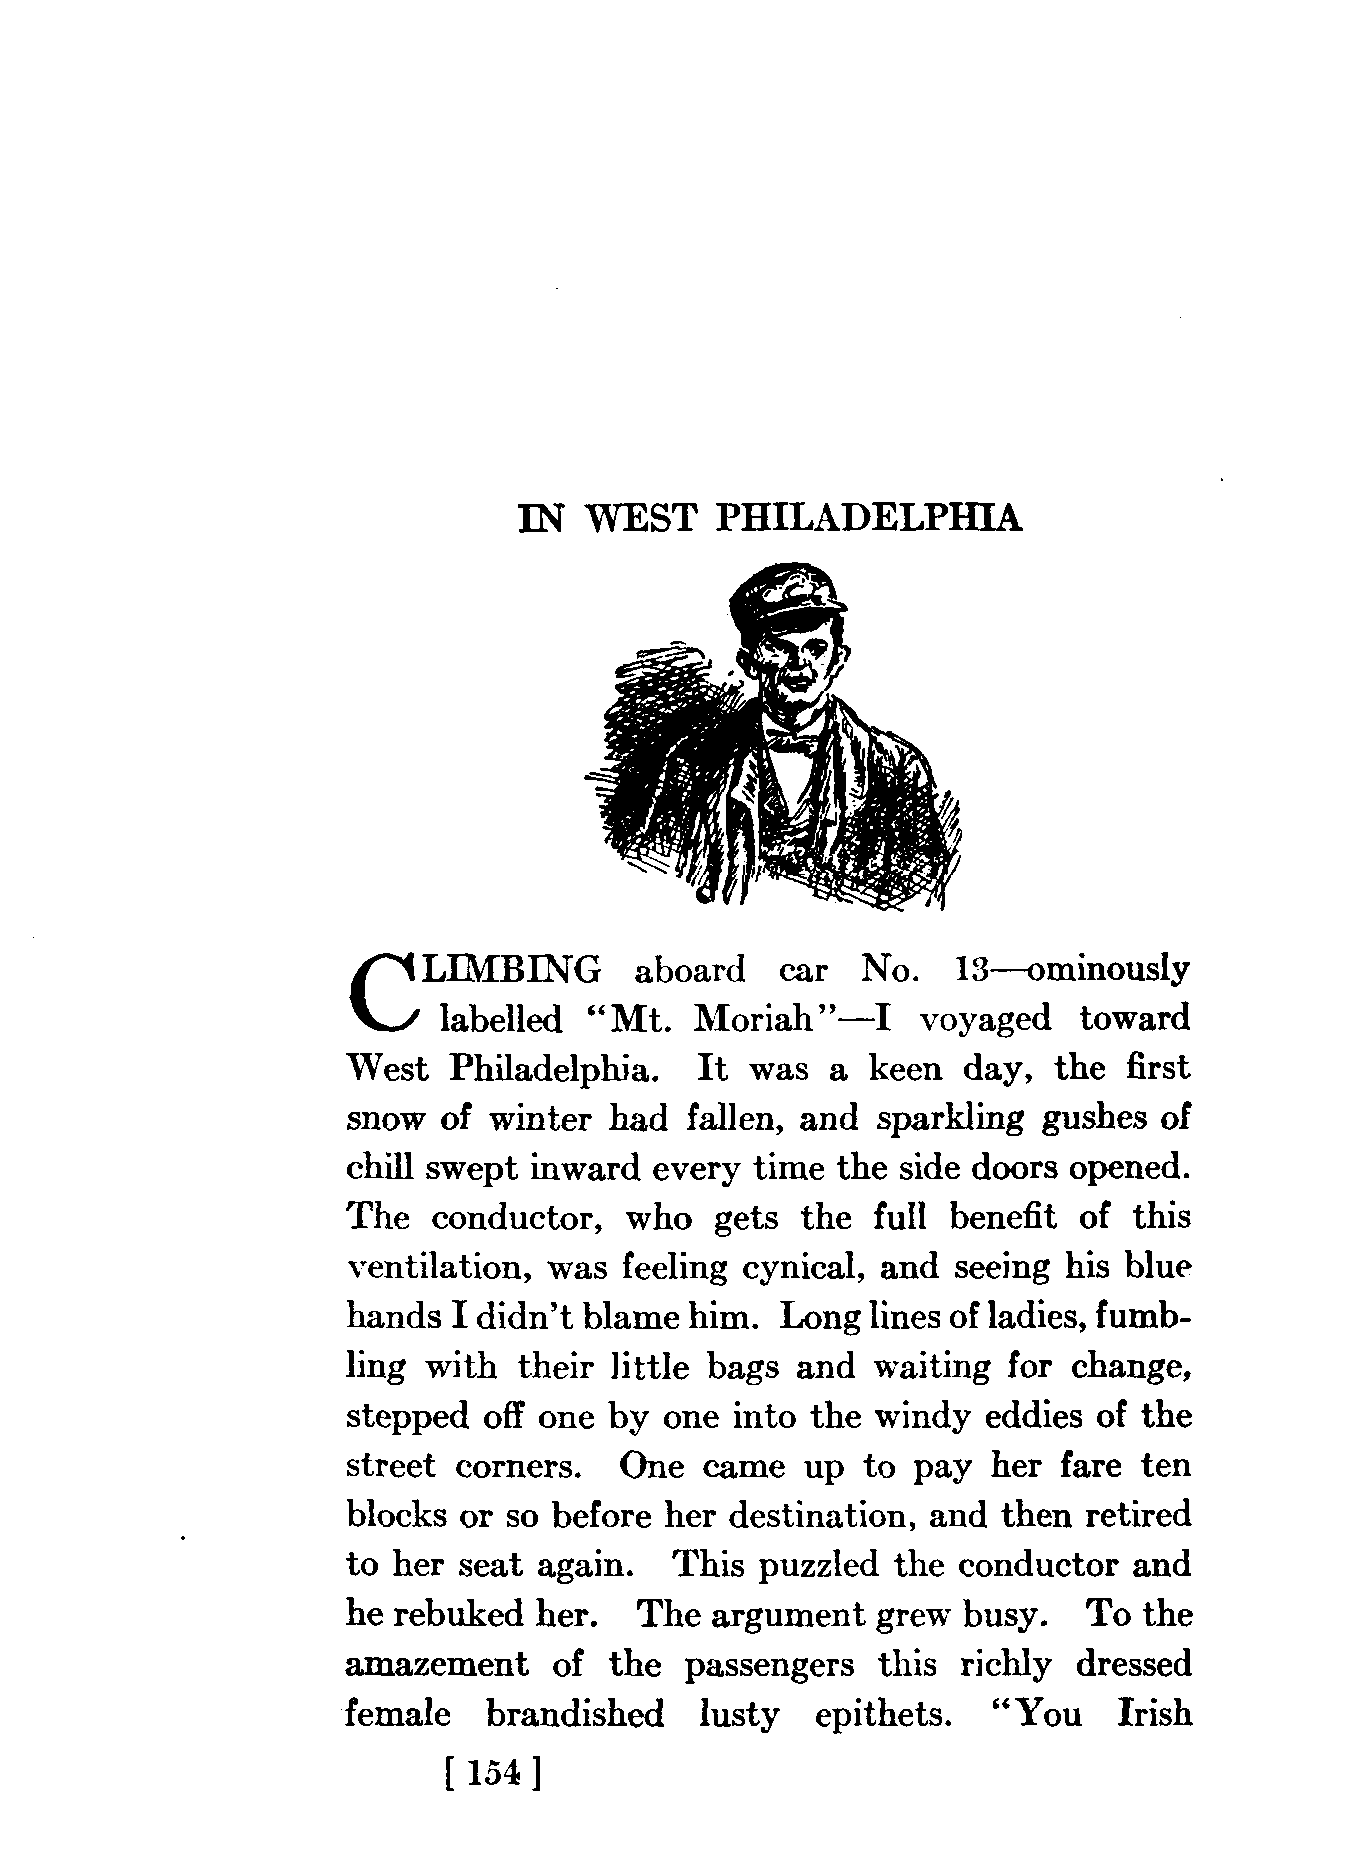 IN WEST PHILADELPHIA
CLIMBING aboard car No. 13—ominously
labelled “Mt. Moriah”—I voyaged toward
West Philadelphia. It was a keen day, the first
snow of winter had fallen, and sparkling gushes of
chill swept inward every time the side doors opened.
The conductor, who gets the full benefit of this
ventilation, was feeling cynical, and seeing his blue
hands I didn’t blame him. Long lines of ladies, fumb-
ling with their little bags and waiting for change,
stepped off one by one into the windy eddies of the
street corners. One came up to pay her fare ten
blocks or so before her destination, and then retired
to her seat again. This puzzled the conductor and
he rebuked her. The argument grew busy. To the
amazement of the passengers this richly dressed
female brandished lusty epithets. “You Irish
[ 154 ]